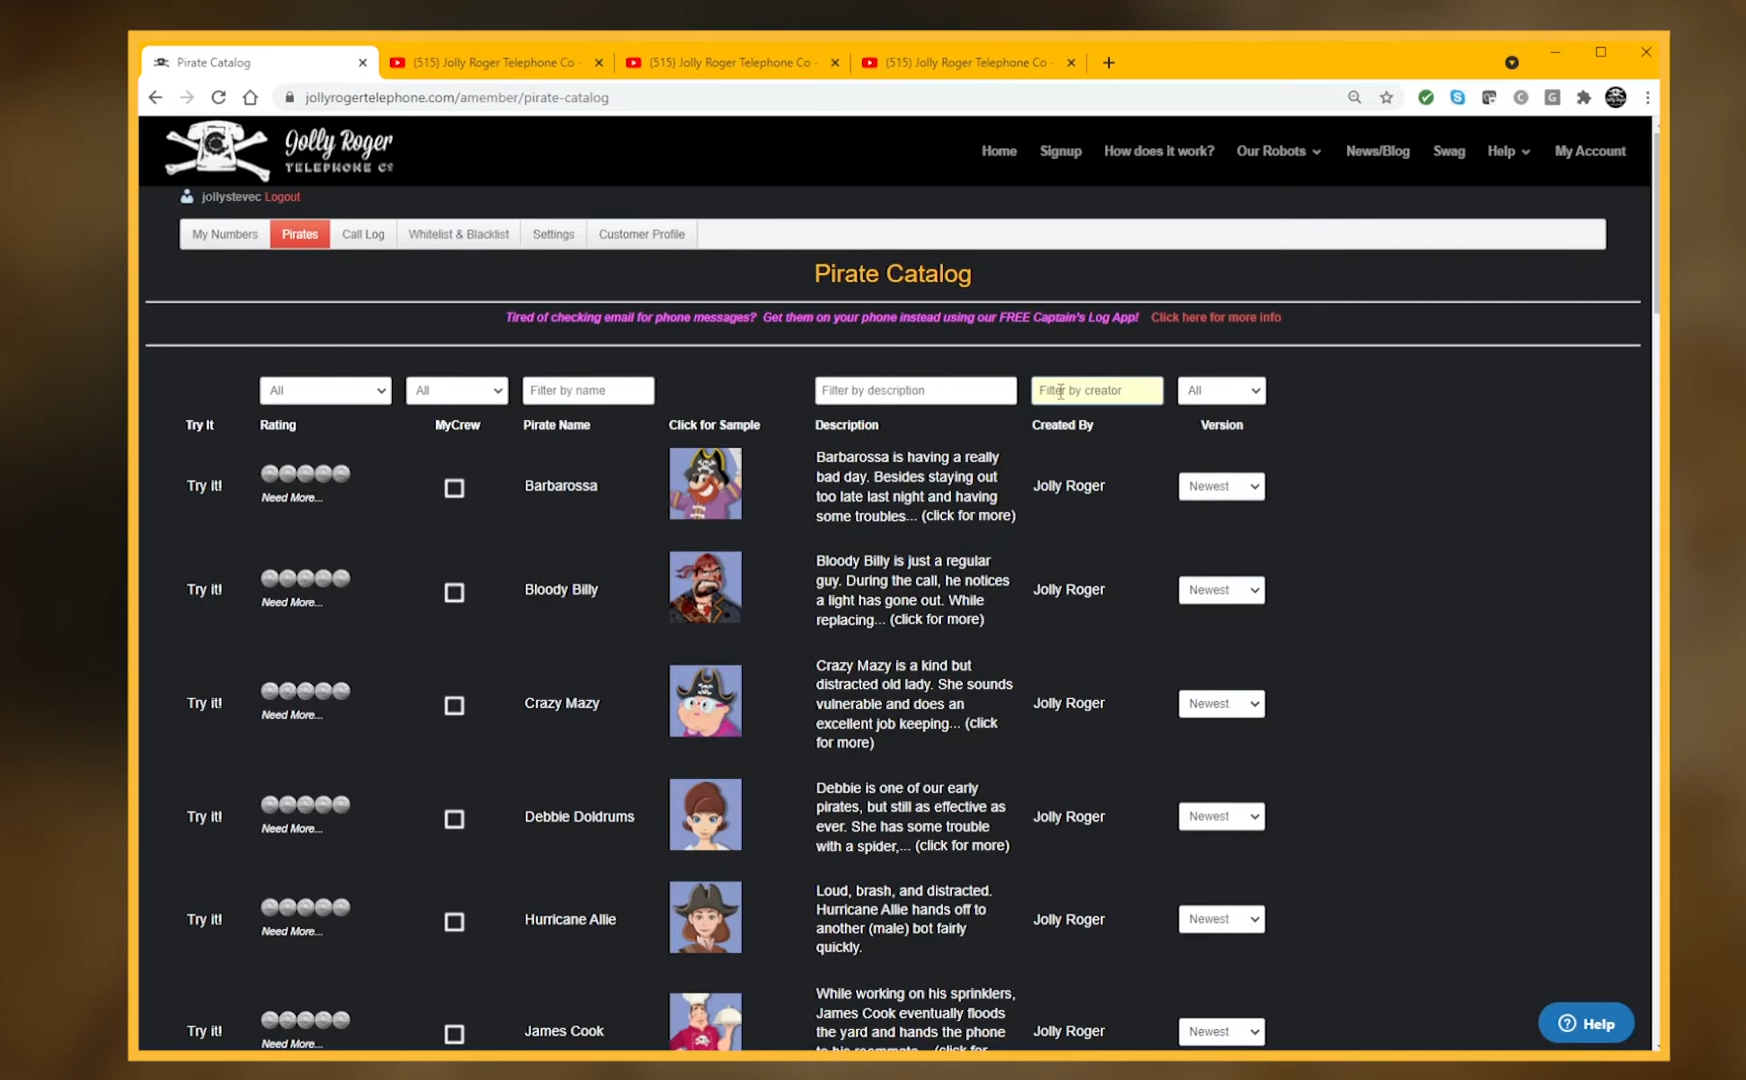 Pirate Catalog
(515) Jolly Roger Telephone Co -
(515) Jolly Roger Telephone Co -
(515) Jolly Roger Telephone Co -
jollyrogertelephone.com/amember/pirate-catalog
Jolly Roger
TELEPHONE Co
Home Signup How does it work? Our Robots News/Blog Swag Help My Account
jollystevec Logout
My Numbers Pirates Call Log Whitelist & Blacklist Settings Customer Profile
Pirate Catalog
Tired of checking email for phone messages? Get them on your phone instead using our FREE Captain's Log App! Click here for more info
All All Filter by name Filter by description Filter by creator All
Try It Rating MyCrew Pirate Name Click for Sample Description Created By Version
Try it! Need More... Barbarossa
Barbarossa is having a really
bad day. Besides staying out
too late last night and having
some troubles... (click for more)
Jolly Roger Newest
Try it! Need More... Bloody Billy
Bloody Billy is just a regular
guy. During the call, he notices
a light has gone out. While
replacing... (click for more)
Jolly Roger Newest
Try it! Need More... Crazy Mazy
Crazy Mazy is a kind but
distracted old lady. She sounds
vulnerable and does an
excellent job keeping... (click
for more)
Jolly Roger Newest
Try it! Need More... Debbie Doldrums
Debbie is one of our early
pirates, but still as effective as
ever. She has some trouble
with a spider,... (click for more)
Jolly Roger Newest
Try it! Need More... Hurricane Allie
Loud, brash, and distracted.
Hurricane Allie hands off to
another (male) bot fairly
quickly.
Jolly Roger Newest
Try it! Need More... James Cook
While working on his sprinklers,
James Cook eventually floods
the yard and hands the phone
to his roommate... (click for
Jolly Roger Newest
Help